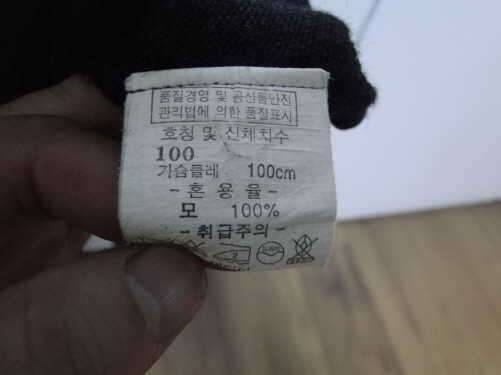 품질경영 및 공산품안전
관리법에 의한 품질표시
호칭 및 신체치수
100
가슴둘레 100cm
- 혼용율 -
모 100%
- 취급주의 -